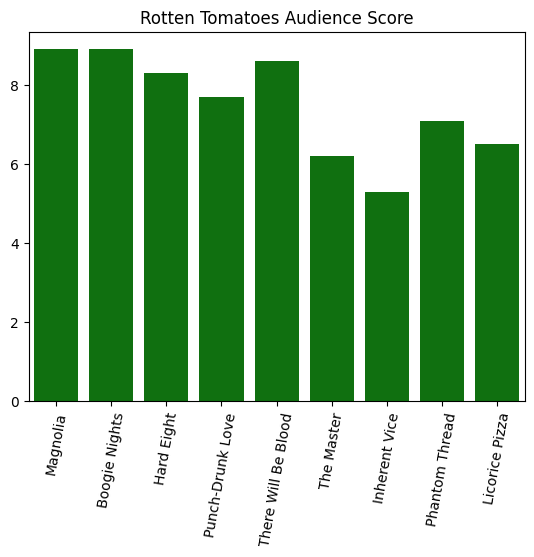 Rotten Tomatoes Audience Score
8
6
4
2
0
Magnolia
Boogie Nights
Hard Eight
Punch-Drunk Love
There Will Be Blood
The Master
Inherent Vice
Phantom Thread
Licorice Pizza